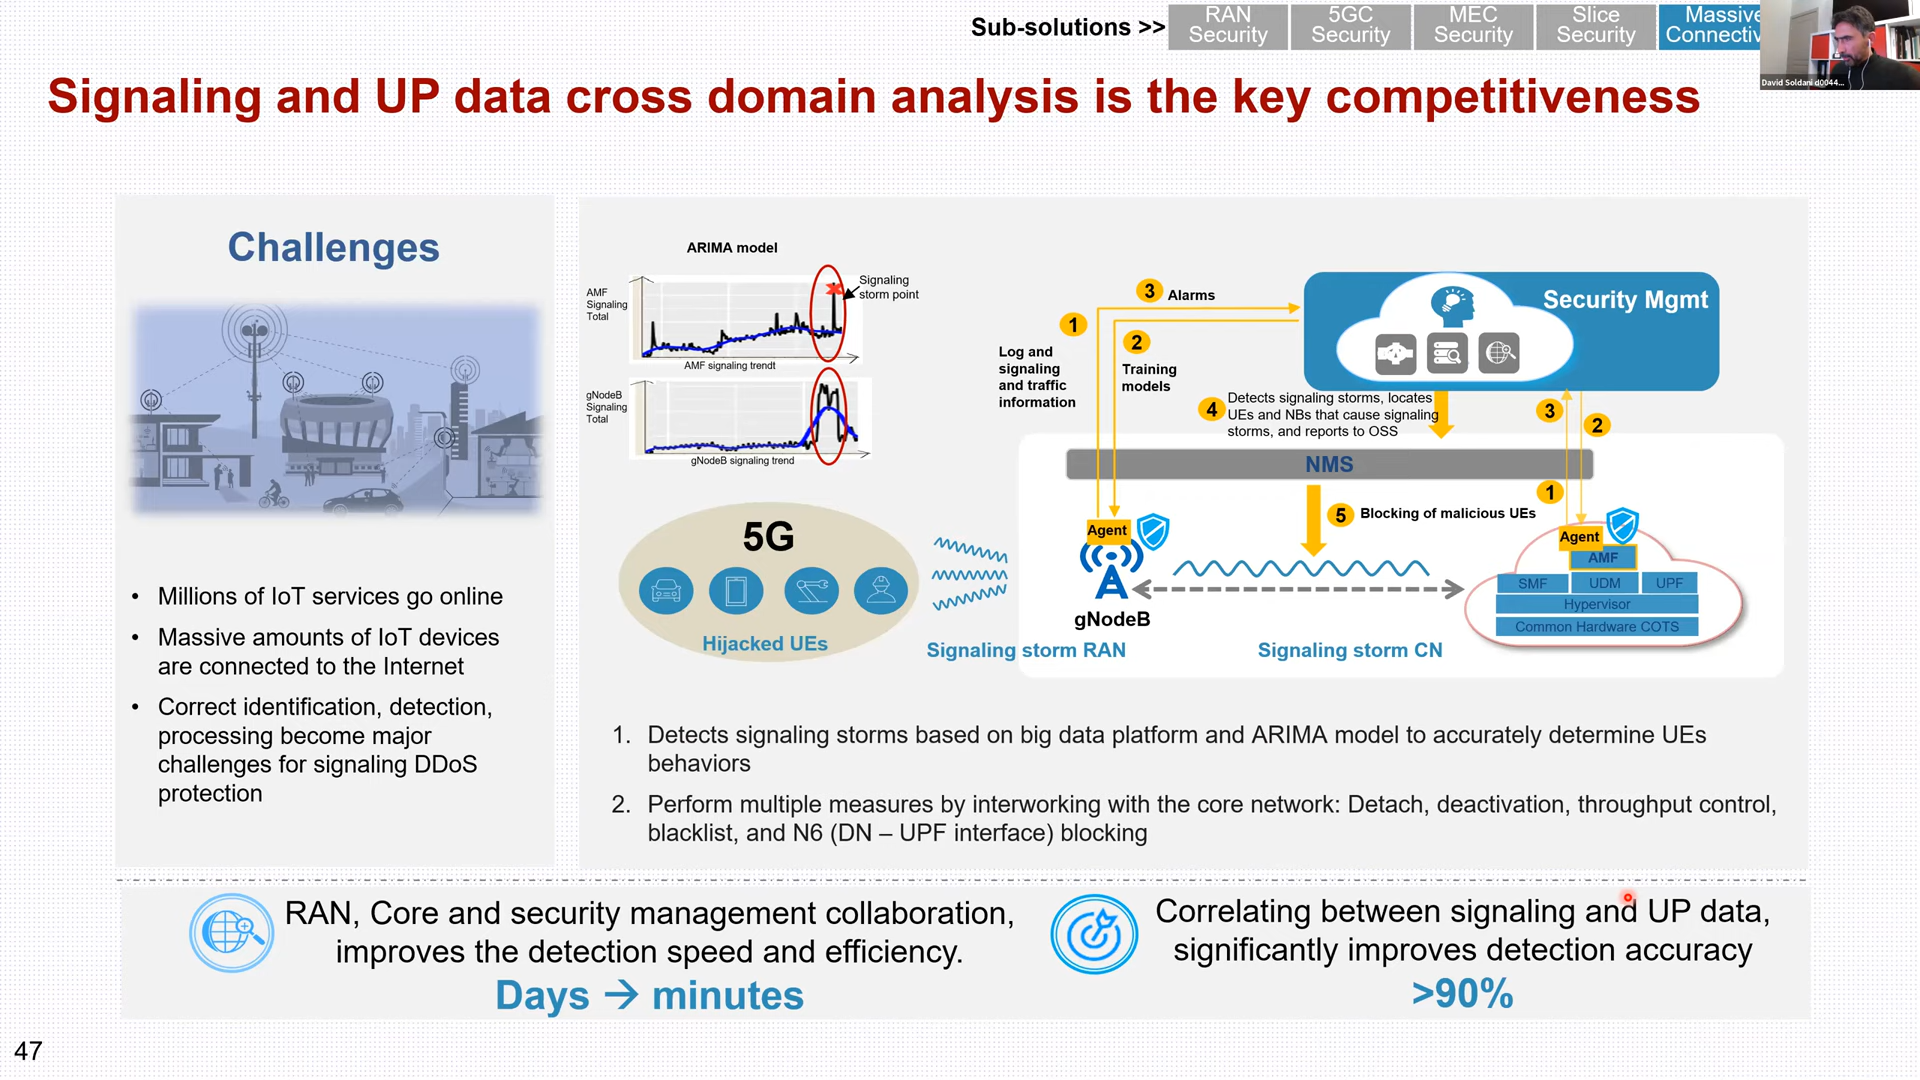 Sub-solutions >>
RAN
Security
5GC
Security
MEC
Security
Slice
Security
Massive
David Soldani d0044...
Signaling and UP data cross domain analysis is the key competitiveness
Challenges
• Millions of IoT services go online
• Massive amounts of IoT devices
are connected to the Internet
• Correct identification, detection,
processing become major
challenges for signaling DDoS
protection
ARIMA model
AMF
Signaling
Total
Signaling
storm point
AMF signaling trendt
gNodeB
Signaling
Total
gNodeB signaling trend
5G
Hijacked UEs
Signaling storm RAN
1
Log and
signaling
and traffic
information
3 Alarms
2
Training
models
Security Mgmt
4
Detects signaling storms, locates
UEs and NBs that cause signaling
storms, and reports to OSS
3
2
NMS
1
5 Blocking of malicious UEs
Agent
gNodeB
Signaling storm CN
Agent
AMF
SMF
UDM
UPF
Hypervisor
Common Hardware COTS
1. Detects signaling storms based on big data platform and ARIMA model to accurately determine UEs
behaviors
2. Perform multiple measures by interworking with the core network: Detach, deactivation, throughput control,
blacklist, and N6 (DN – UPF interface) blocking
RAN, Core and security management collaboration,
improves the detection speed and efficiency.
Days → minutes
Correlating between signaling and UP data,
significantly improves detection accuracy
>90%
47